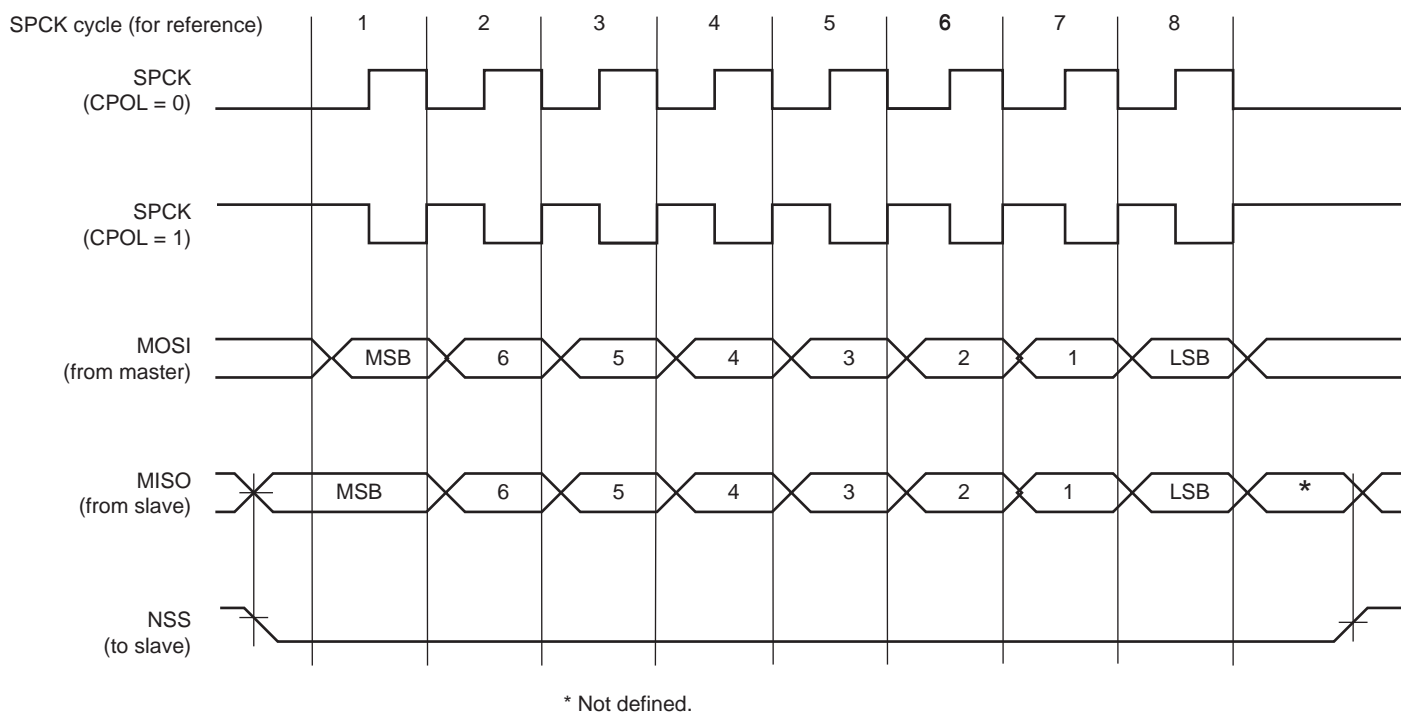 SPCK cycle (for reference) 1 2 3 4 5 6 7 8
SPCK
(CPOL = 0)
SPCK
(CPOL = 1)
MOSI
(from master)
MSB 6 5 4 3 2 1 LSB
MISO
(from slave)
MSB 6 5 4 3 2 1 LSB *
NSS
(to slave)
* Not defined.